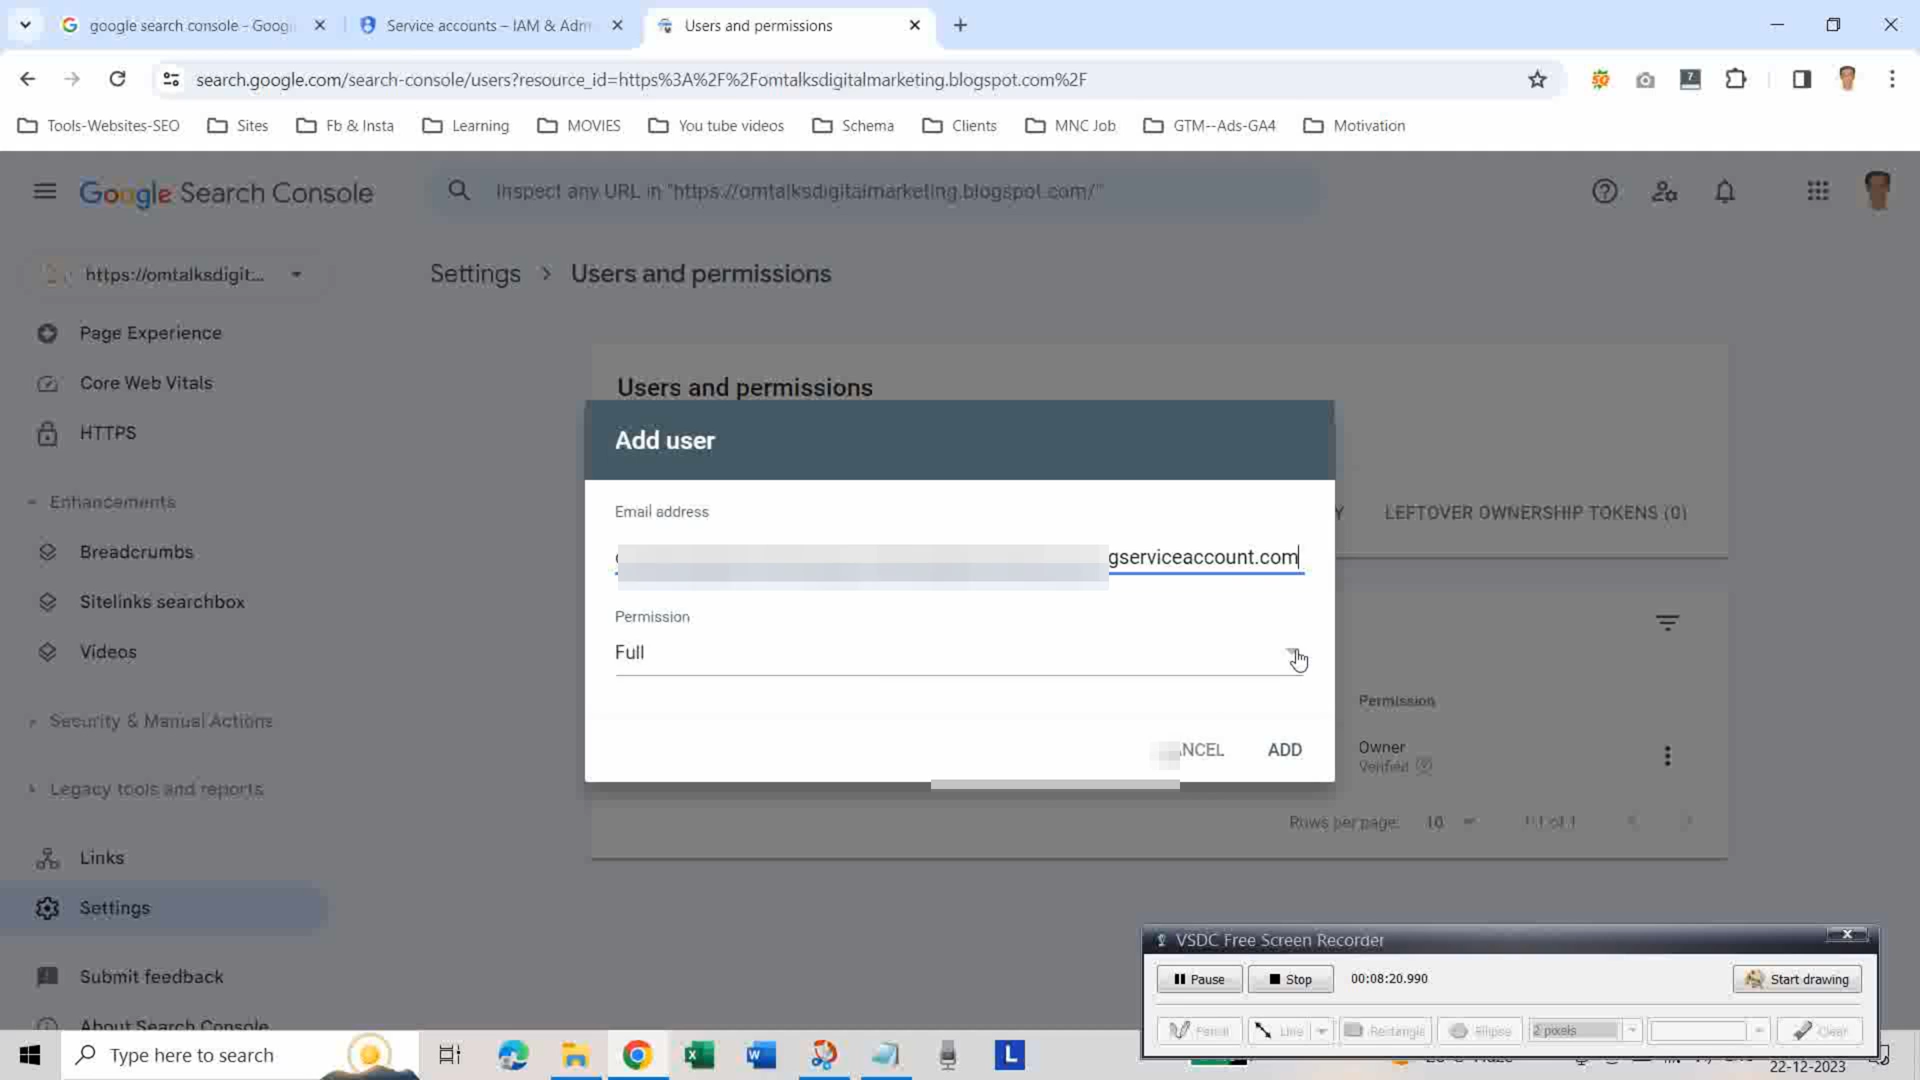 google search console - Goog
Service accounts – IAM & Adm
Users and permissions
search.google.com/search-console/users?resource_id=https%3A%2F%2Fomtalksdigitalmarketing.blogspot.com%2F
Tools-Websites-SEO
Sites
Fb & Insta
Learning
MOVIES
You tube videos
Schema
Clients
MNC Job
GTM--Ads-GA4
Motivation
Google Search Console
Inspect any URL in "https://omtalksdigitalmarketing.blogspot.com/"
https://omtalksdigit...
Settings > Users and permissions
Page Experience
Core Web Vitals
HTTPS
Enhancements
Breadcrumbs
Sitelinks searchbox
Videos
Security & Manual Actions
Legacy tools and reports
Links
Settings
Submit feedback
About Search Console
Users and permissions
LEFTOVER OWNERSHIP TOKENS (0)
Add user
Email address
gserviceaccount.com
Permission
Full
NCEL
ADD
Permission
Owner
Verified
Rows per page: 10
1-1 of 1
VSDC Free Screen Recorder
Pause
Stop
00:08:20.990
Start drawing
Pencil
Line
Rectangle
Ellipse
2 pixels
Clear
Type here to search
22-12-2023